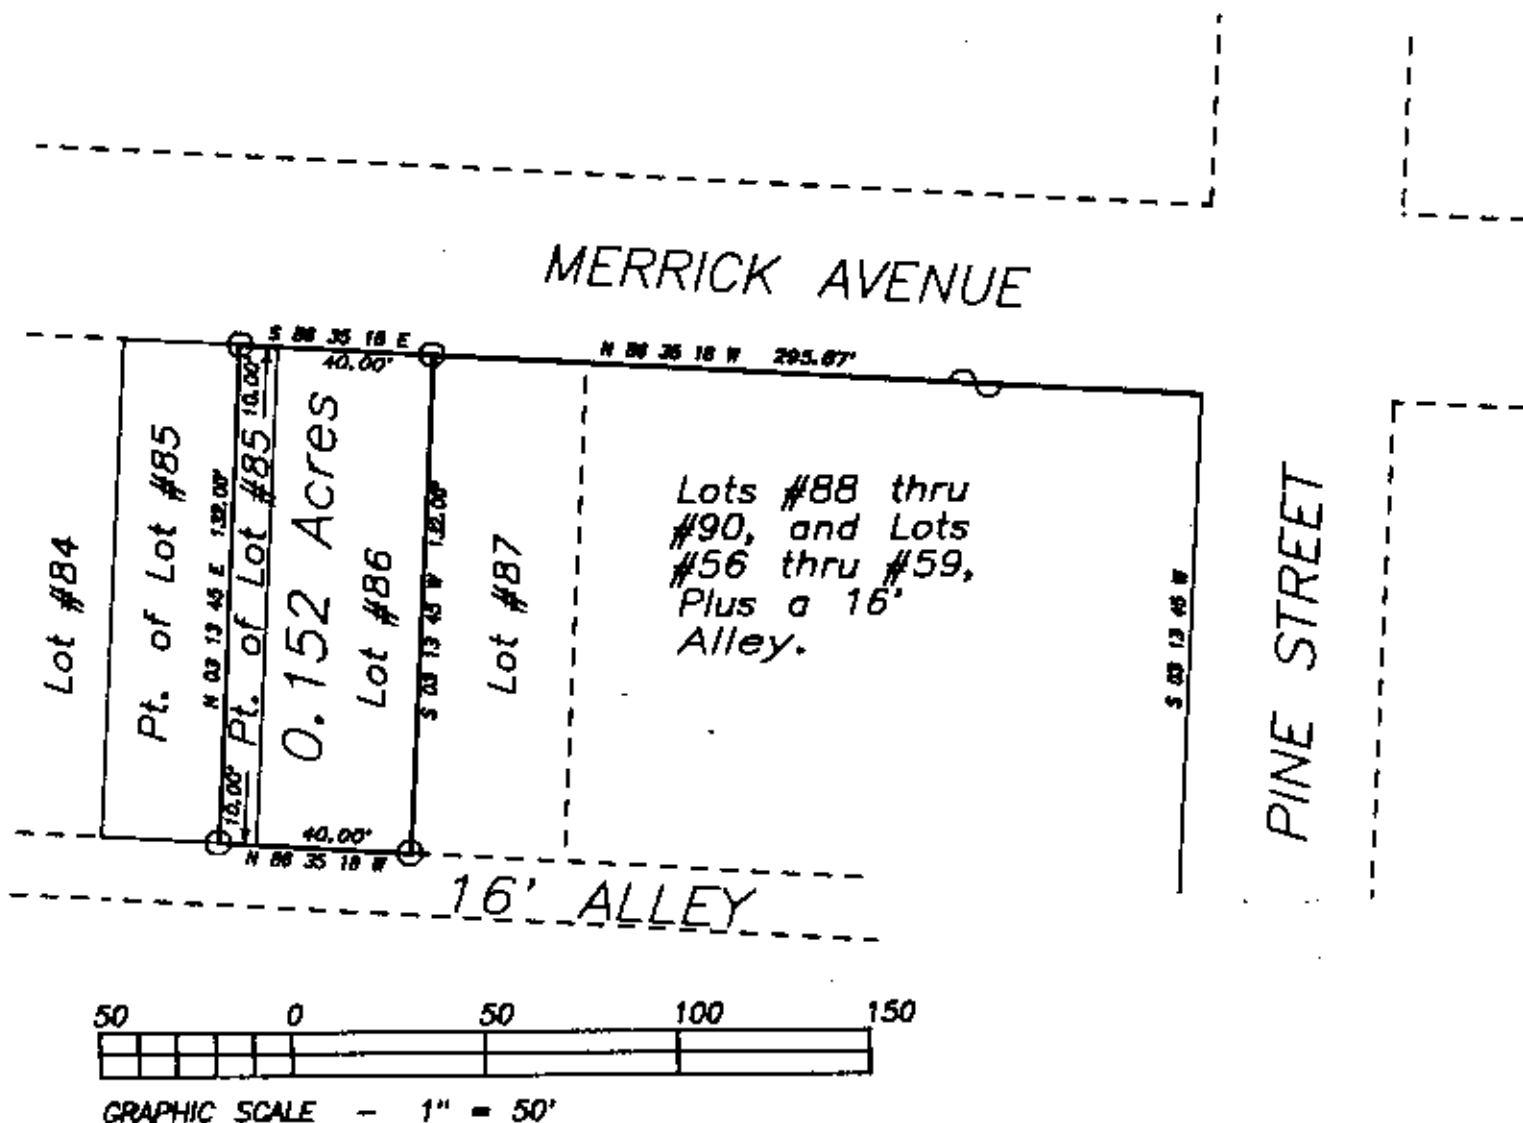 MERRICK AVENUE
S 86 35 18 E
40.00'
N 86 35 18 W 295.87'
10.00'
Lot #84
Pt. of Lot #85
N 03 13 45 E 132.00'
Pt. of Lot #85
0.152 Acres
Lot #86
S 03 13 45 W 132.00'
Lot #87
Lots #88 thru
#90, and Lots
#56 thru #59,
Plus a 16'
Alley.
S 03 13 45 W
PINE STREET
10.00'
40.00'
N 86 35 18 W
16' ALLEY
50 0 50 100 150
GRAPHIC SCALE - 1" = 50'